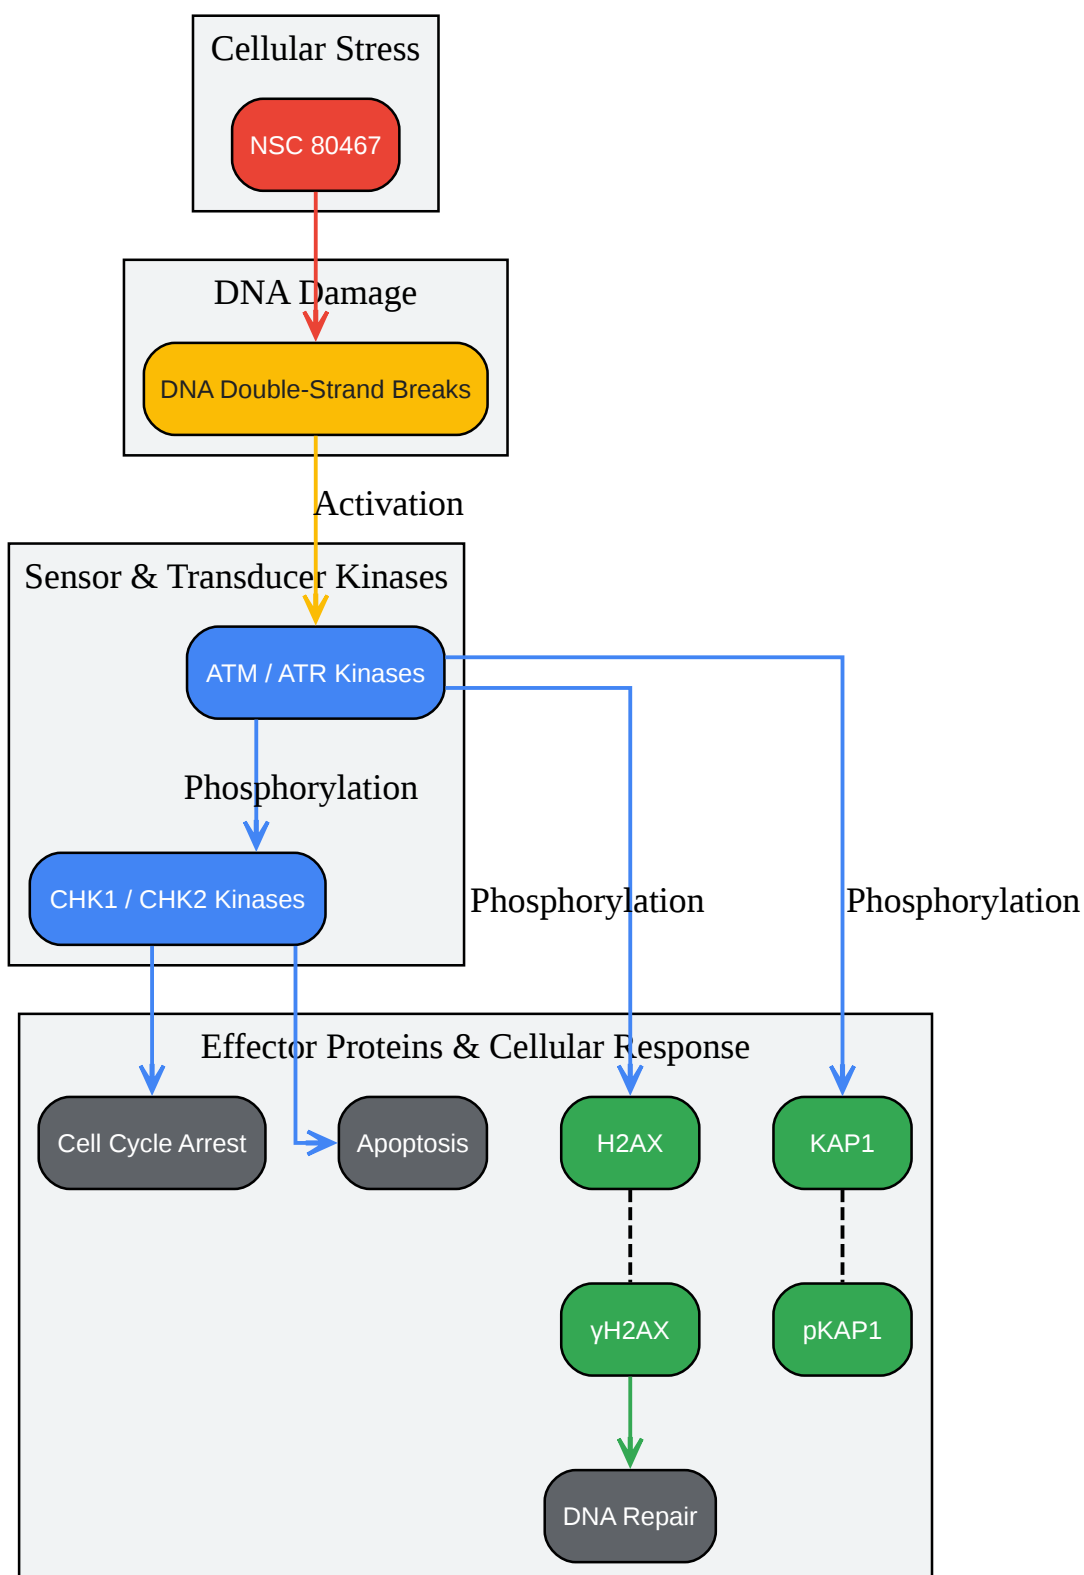 Cellular Stress
NSC 80467
DNA Damage
DNA Double-Strand Breaks
Activation
Sensor & Transducer Kinases
ATM / ATR Kinases
Phosphorylation
CHK1 / CHK2 Kinases
Phosphorylation
Phosphorylation
Effector Proteins & Cellular Response
Cell Cycle Arrest
Apoptosis
H2AX
KAP1
γH2AX
pKAP1
DNA Repair